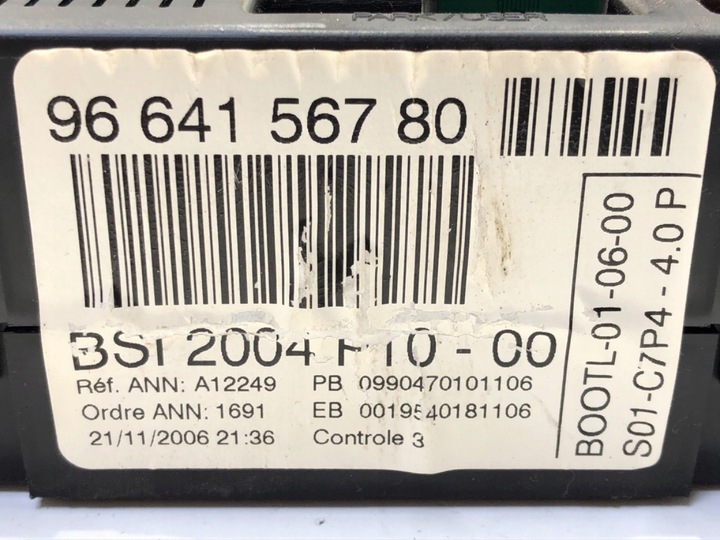 PARK/USER
96 641 567 80
BSI 2004 F10 - 00
Réf. ANN: A12249 PB 0990470101106
Ordre ANN: 1691 EB 0019540181106
21/11/2006 21:36 Controle 3
BOOTL-01-06-00
S01-C7P4 - 4.0 P